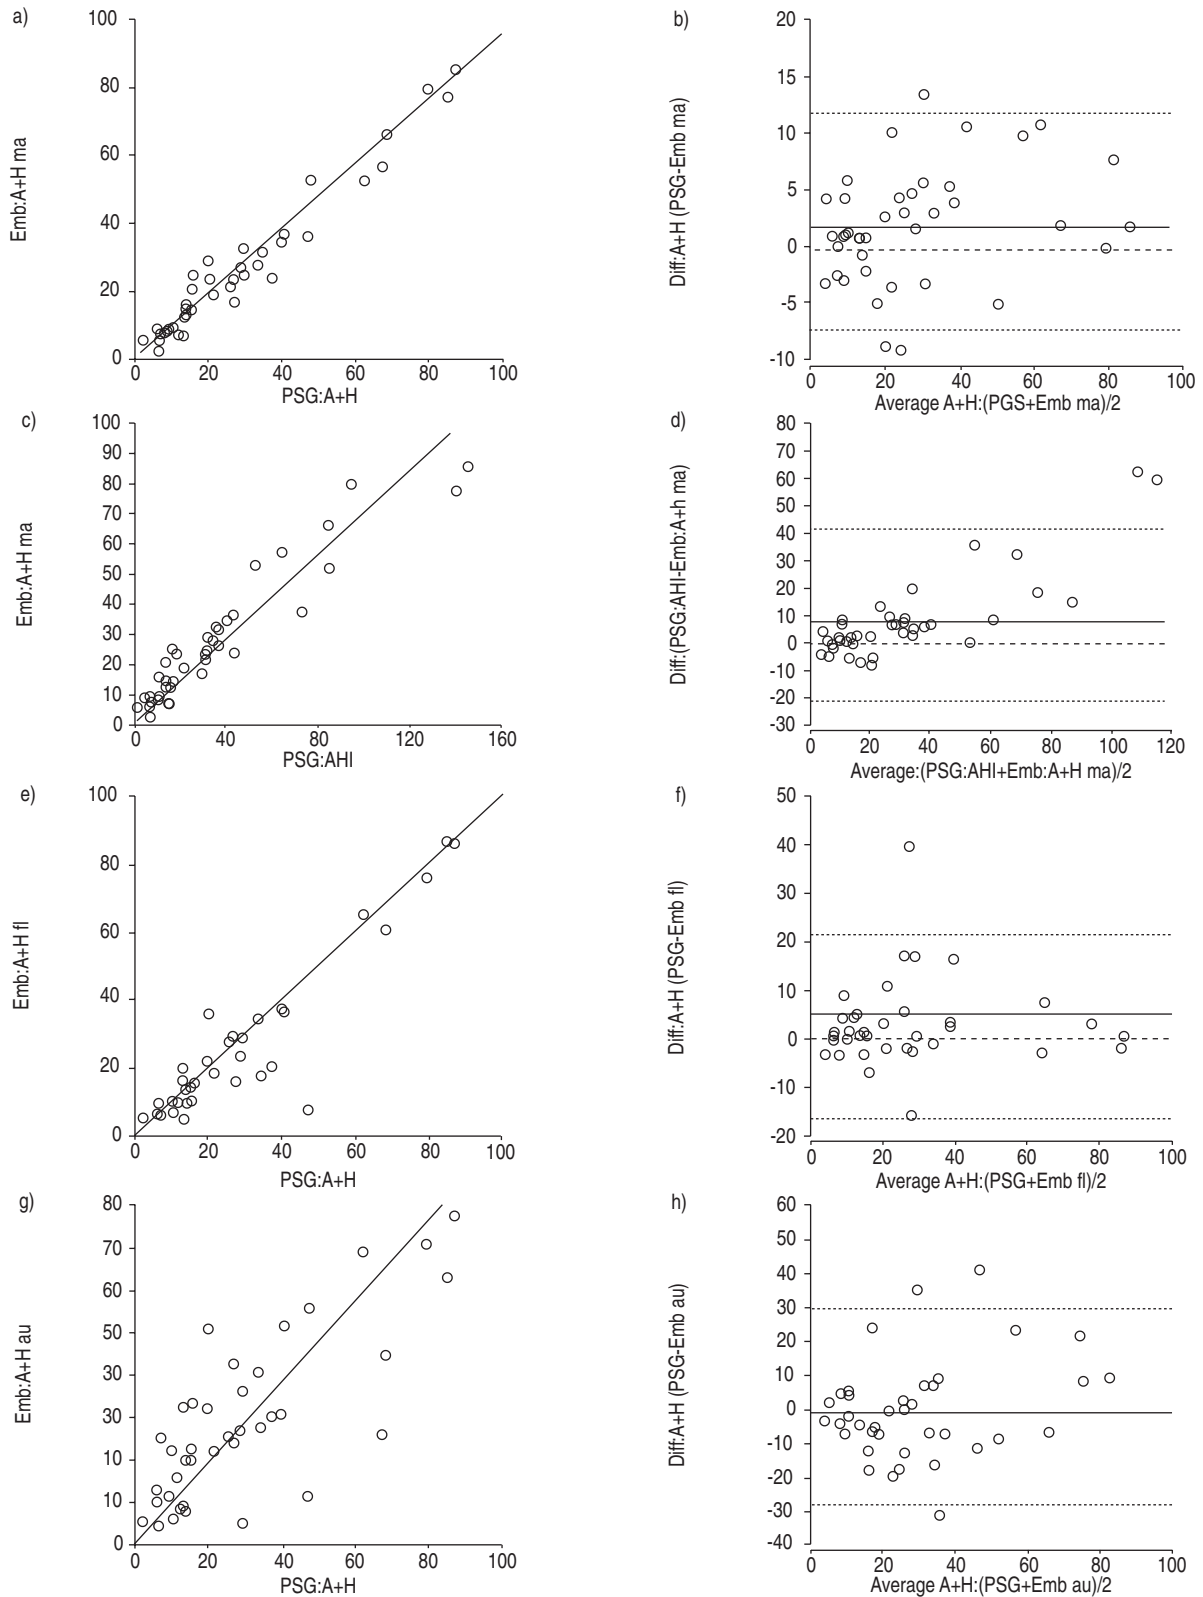 a)
100
80
60
40
20
0
Emb:A+H ma
0 20 40 60 80 100
PSG:A+H
b)
20
15
10
5
0
-5
-10
Diff:A+H (PSG-Emb ma)
0 20 40 60 80 100
Average A+H:(PGS+Emb ma)/2
c)
100
90
80
70
60
50
40
30
20
10
0
Emb:A+H ma
0 40 80 120 160
PSG:AHI
d)
80
70
60
50
40
30
20
10
0
-10
-20
-30
Diff:(PSG:AHI-Emb:A+h ma)
0 20 40 60 80 100 120
Average:(PSG:AHI+Emb:A+H ma)/2
e)
100
80
60
40
20
0
Emb:A+H fl
0 20 40 60 80 100
PSG:A+H
f)
50
40
30
20
10
0
-10
-20
Diff:A+H (PSG-Emb fl)
0 20 40 60 80 100
Average A+H:(PSG+Emb fl)/2
g)
80
70
60
50
30
30
10
10
0
Emb:A+H au
0 20 40 60 80 100
PSG:A+H
h)
60
50
40
30
20
10
0
-10
-20
-30
-40
Diff:A+H (PSG-Emb au)
0 20 40 60 80 100
Average A+H:(PSG+Emb au)/2